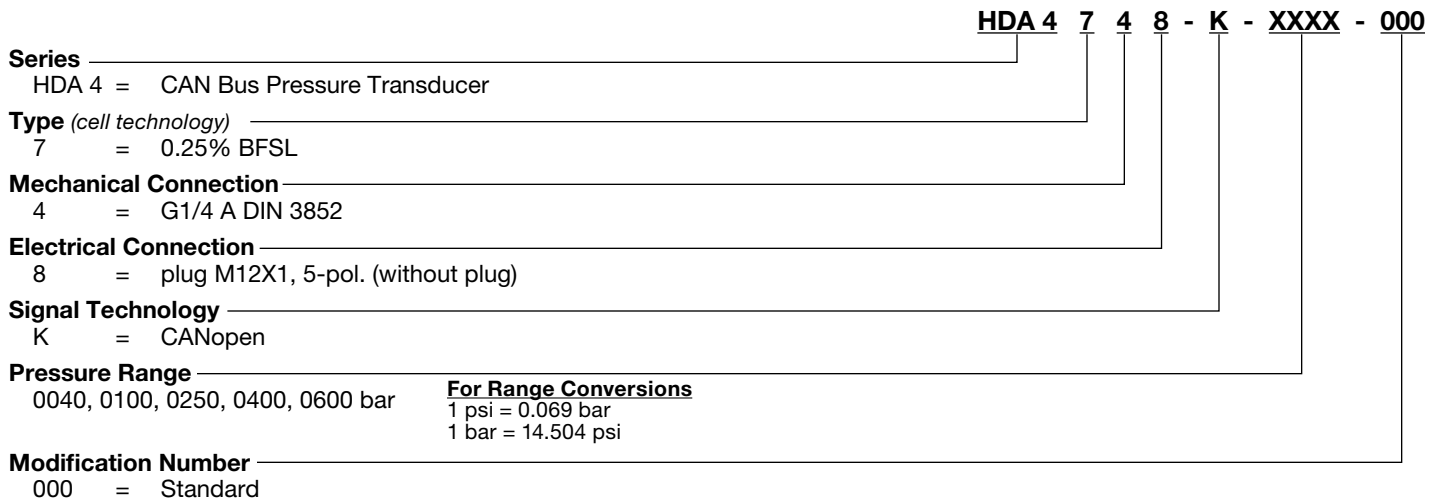 HDA 4 7 4 8 - K - XXXX - 000
Series
HDA 4 = CAN Bus Pressure Transducer
Type (cell technology)
7 = 0.25% BFSL
Mechanical Connection
4 = G1/4 A DIN 3852
Electrical Connection
8 = plug M12X1, 5-pol. (without plug)
Signal Technology
K = CANopen
Pressure Range
0040, 0100, 0250, 0400, 0600 bar
For Range Conversions
1 psi = 0.069 bar
1 bar = 14.504 psi
Modification Number
000 = Standard